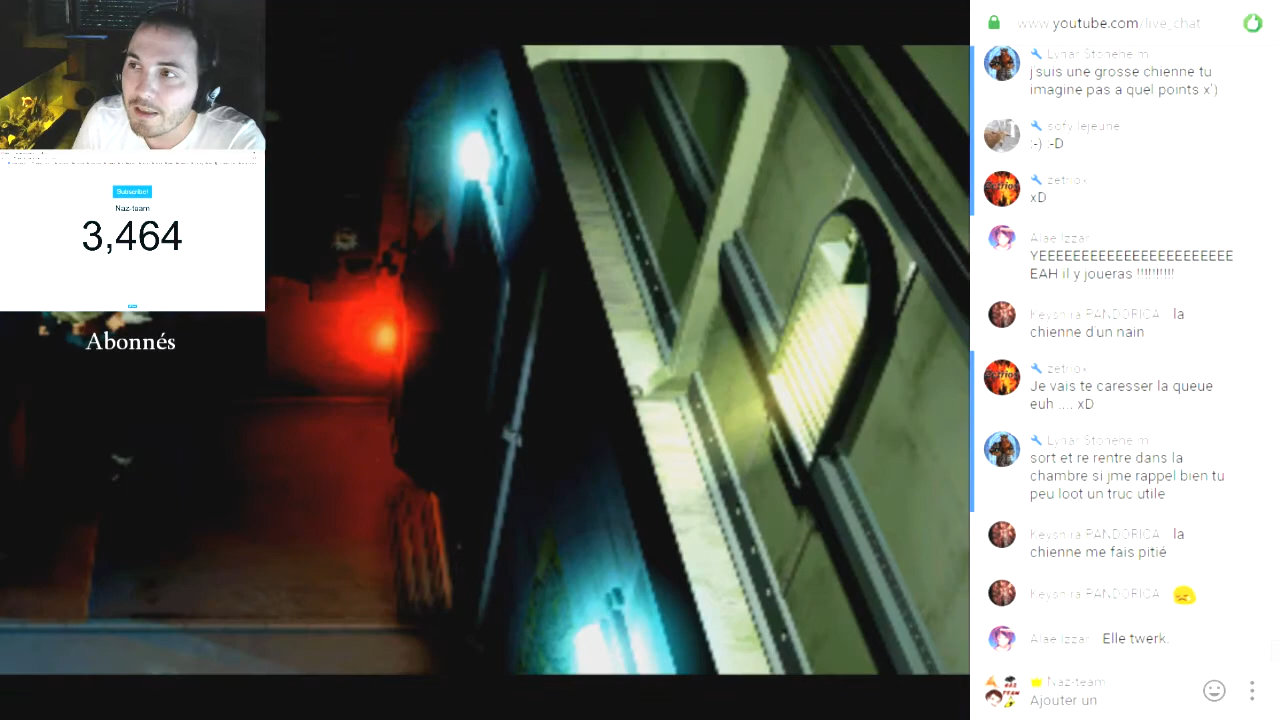 Subscribe!
Naz-team
3,464
Abonnés
www.youtube.com/live_chat
Lynar Stoneheim
j'suis une grosse chienne tu
imagine pas a quel points x')
sofy lejeune
:-) :-D
zetriox
xD
Alae Izzar
YEEEEEEEEEEEEEEEEEEEEEEE
EAH il y joueras !!!!!!!!!!
Keyshira PANDORICA la
chienne d'un nain
zetriox
Je vais te caresser la queue
euh .... xD
Lynar Stoneheim
sort et re rentre dans la
chambre si jme rappel bien tu
peu loot un truc utile
Keyshira PANDORICA la
chienne me fais pitié
Keyshira PANDORICA
Alae Izzar Elle twerk.
Naz-team
Ajouter un